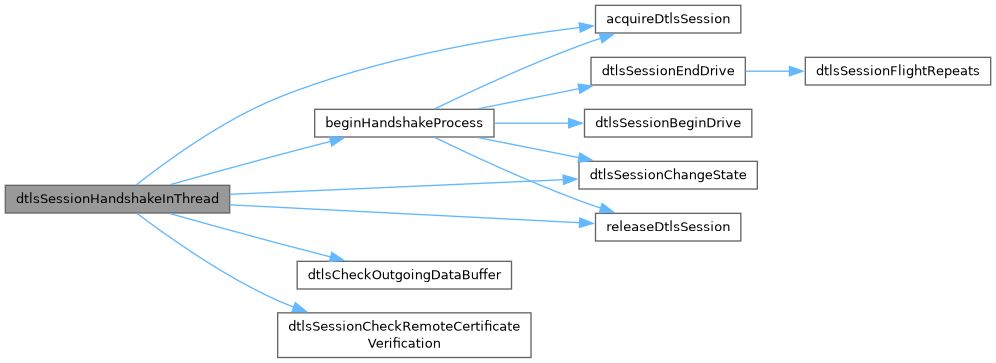 dtlsSessionHandshakeInThread
acquireDtlsSession
beginHandshakeProcess
dtlsSessionEndDrive
dtlsSessionFlightRepeats
dtlsSessionBeginDrive
dtlsSessionChangeState
releaseDtlsSession
dtlsCheckOutgoingDataBuffer
dtlsSessionCheckRemoteCertificate
Verification